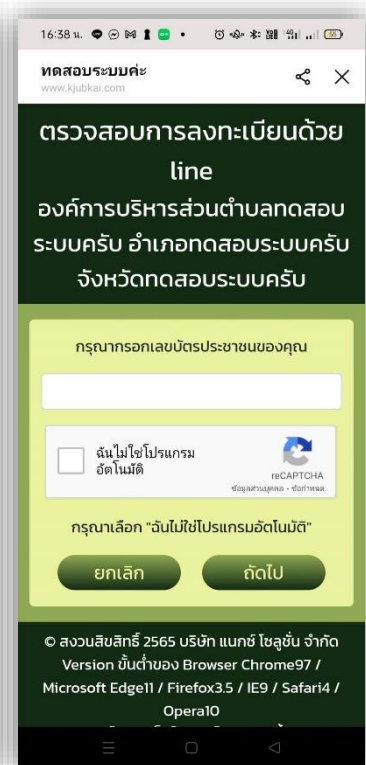 16:38 น.
ทดสอบระบบค่ะ
www.kjubkai.com
ตรวจสอบการลงทะเบียนด้วย
line
องค์การบริหารส่วนตำบลทดสอบ
ระบบครับ อำเภอทดสอบระบบครับ
จังหวัดทดสอบระบบครับ
กรุณากรอกเลขบัตรประชาชนของคุณ
ฉันไม่ใช่โปรแกรม
อัตโนมัติ
reCAPTCHA
ข้อมูลส่วนบุคคล - ข้อกำหนด
กรุณาเลือก "ฉันไม่ใช่โปรแกรมอัตโนมัติ"
ยกเลิก ถัดไป
© สงวนสิขสิทธิ์ 2565 บริษัท แนกซ์ โซลูชั่น จำกัด
Version ขั้นต่ำของ Browser Chrome97 /
Microsoft Edge11 / Firefox3.5 / IE9 / Safari4 /
Opera10